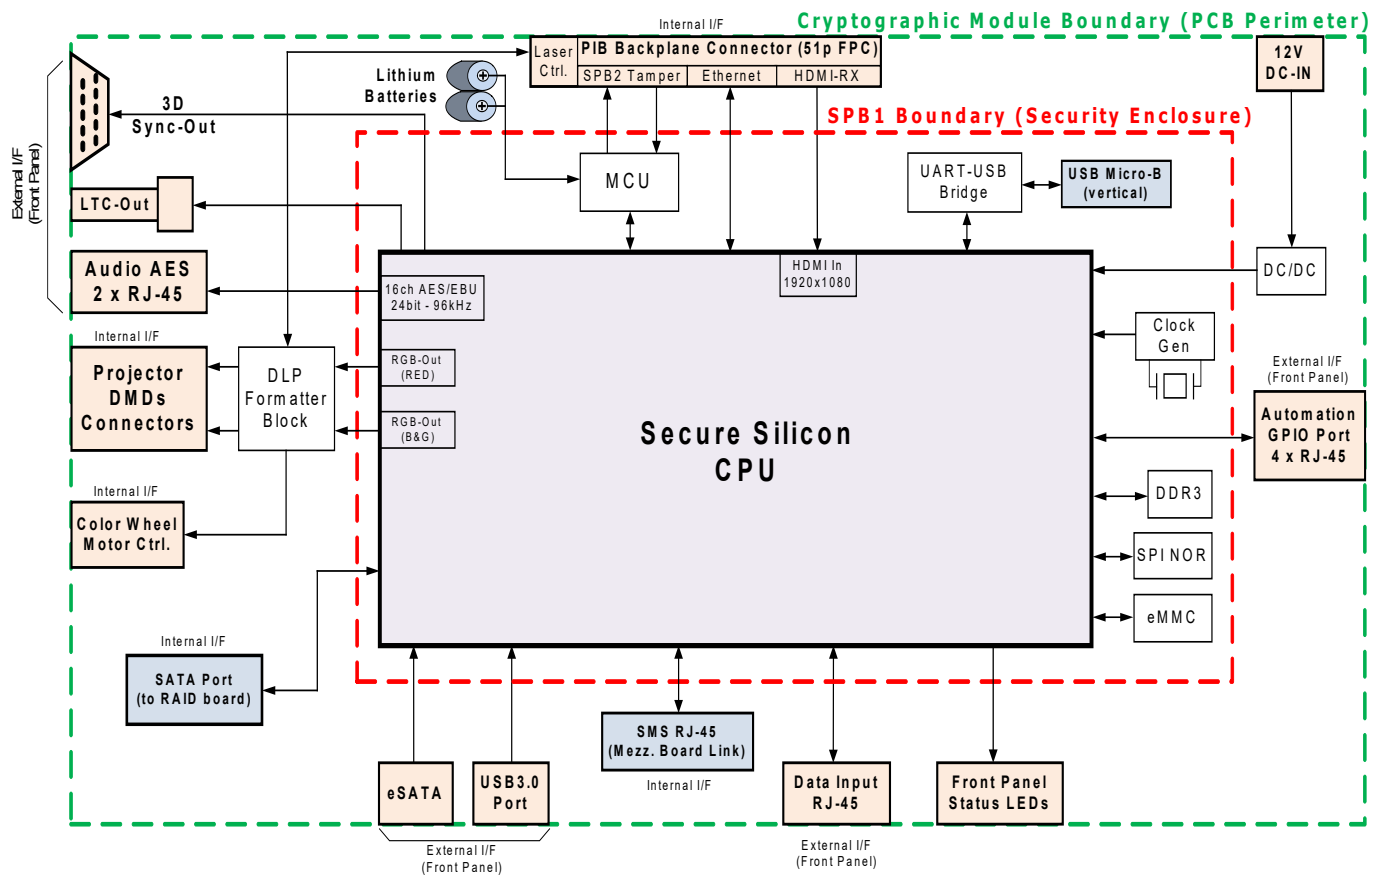 Cryptographic Module Boundary (PCB Perimeter)
Internal I/F
Laser
Ctrl.
PIB Backplane Connector (51p FPC)
SPB2 Tamper
Ethernet
HDMI-RX
12V
DC-IN
Lithium
Batteries
3D
Sync-Out
SPB1 Boundary (Security Enclosure)
External I/F
(Front Panel)
MCU
UART-USB
Bridge
USB Micro-B
(vertical)
LTC-Out
Audio AES
2 x RJ-45
16ch AES/EBU
24bit - 96kHz
HDMI In
1920x1080
DC/DC
Clock
Gen
Internal I/F
Projector
DMDs
Connectors
DLP
Formatter
Block
RGB-Out
(RED)
RGB-Out
(B&G)
External I/F
(Front Panel)
Automation
GPIO Port
4 x RJ-45
Secure Silicon
CPU
Internal I/F
Color Wheel
Motor Ctrl.
DDR3
SPI NOR
eMMC
Internal I/F
SATA Port
(to RAID board)
SMS RJ-45
(Mezz. Board Link)
Internal I/F
eSATA
USB3.0
Port
External I/F
(Front Panel)
Data Input
RJ-45
External I/F
(Front Panel)
Front Panel
Status LEDs